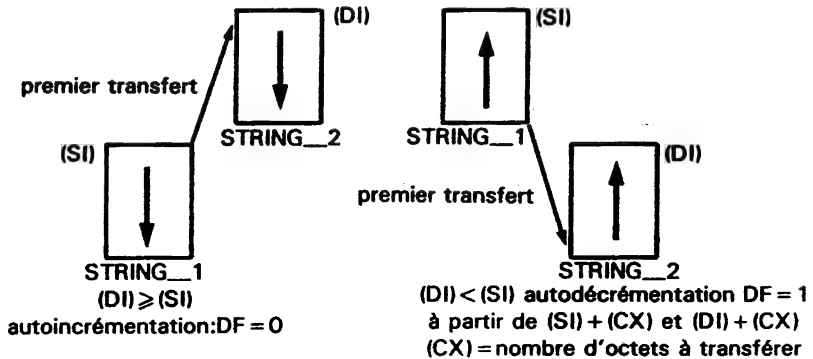 (DI)
premier transfert
STRING__2
(SI)
STRING__1
(DI) ⩾ (SI)
autoincrémentation:DF = 0
(SI)
STRING__1
premier transfert
(DI)
STRING__2
(DI) < (SI) autodécrémentation DF = 1
à partir de (SI) + (CX) et (DI) + (CX)
(CX) = nombre d'octets à transférer